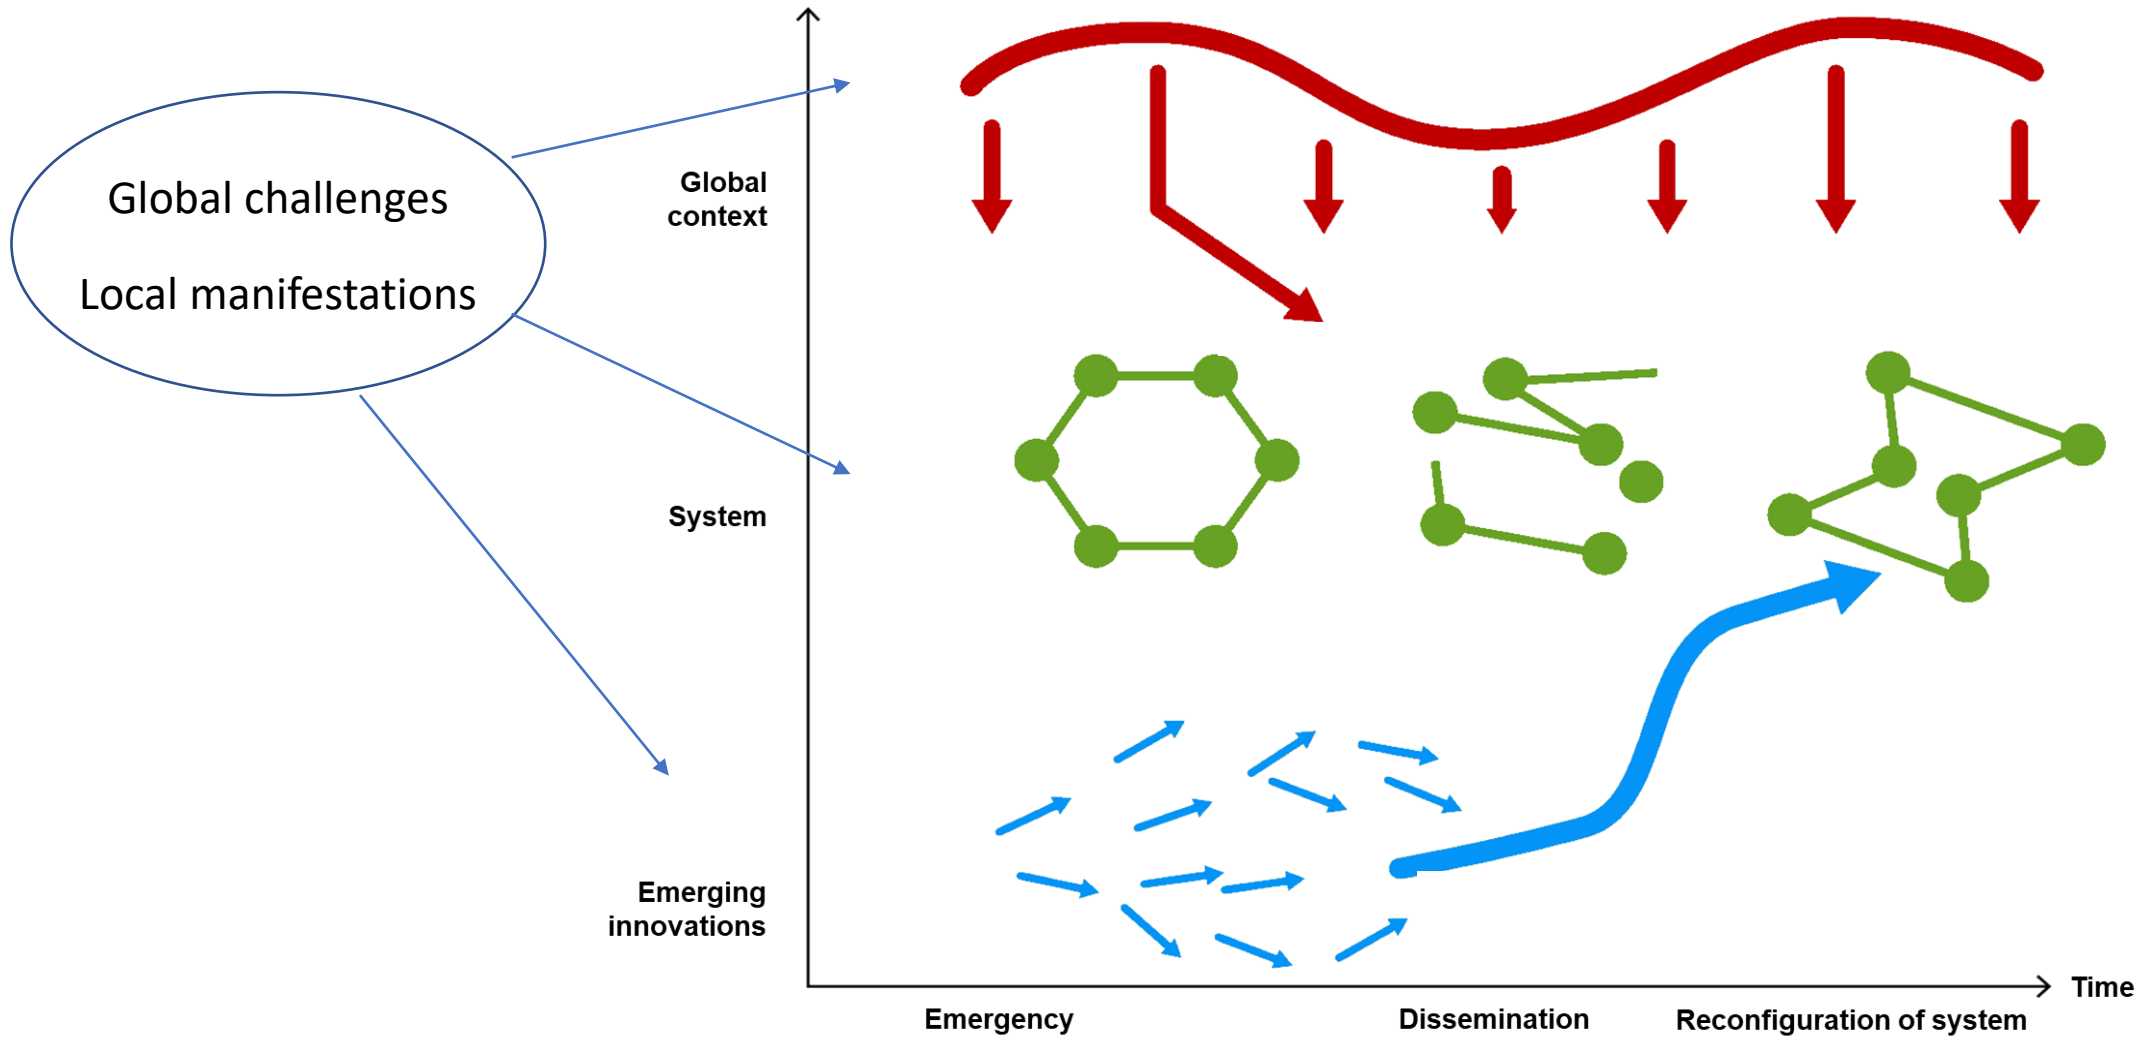 Global challenges
Local manifestations
Global
context
System
Emerging
innovations
Time
Emergency
Dissemination
Reconfiguration of system